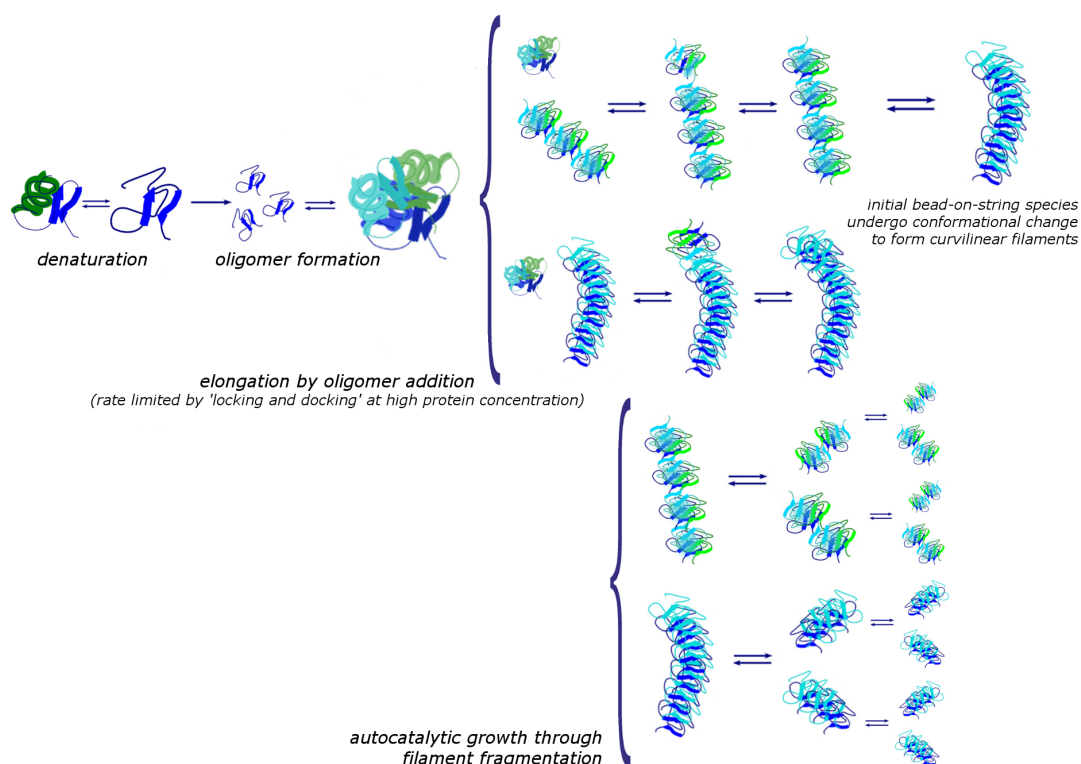 denaturation
oligomer formation
initial bead-on-string species
undergo conformational change
to form curvilinear filaments
elongation by oligomer addition
(rate limited by 'locking and docking' at high protein concentration)
autocatalytic growth through
filament fragmentation